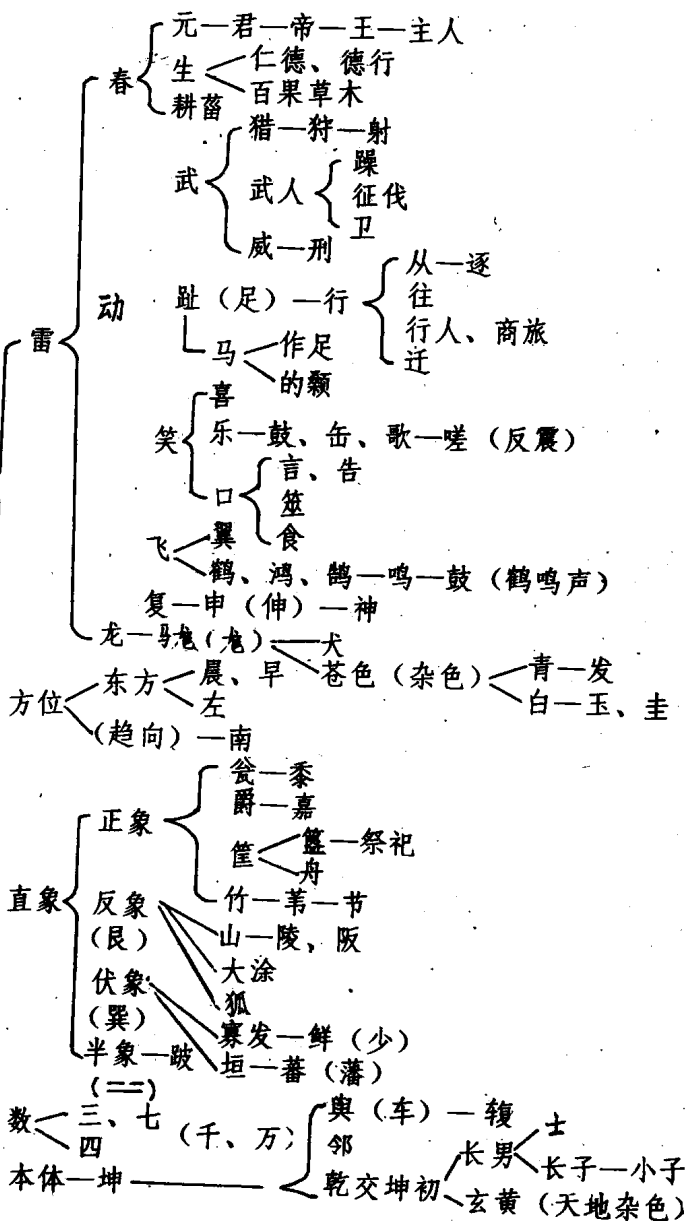 元—君—帝—王—主人
生
仁德、德行
百果草木
春
耕菑
猎—狩—射
武
武人
躁
征伐
卫
威—刑
动
趾（足）—行
从—逐
往
行人、商旅
迁
雷
马
作足
的颡
喜
笑
乐—鼓、缶、歌—嗟（反震）
口
言、告
筮
食
飞
翼
鹤、鸿、鹄—鸣—鼓（鹤鸣声）
复—申（伸）—神
龙—駹（尨）
犬
苍色（杂色）
青—发
白—玉、圭
方位
东方
晨、早
左
（趋向）—南
直象
正象
瓮—黍
爵—嘉
筐
簋—祭祀
舟
竹—苇—节
反象
（艮）
山—陵、阪
大涂
狐
伏象
（巽）
寡发—鲜（少）
垣—蕃（藩）
半象—跛
（⚏）
数
三、七
四
（千、万）
本体—坤
舆（车）—輹
邻
乾交坤初
长男
士
长子—小子
玄黄（天地杂色）